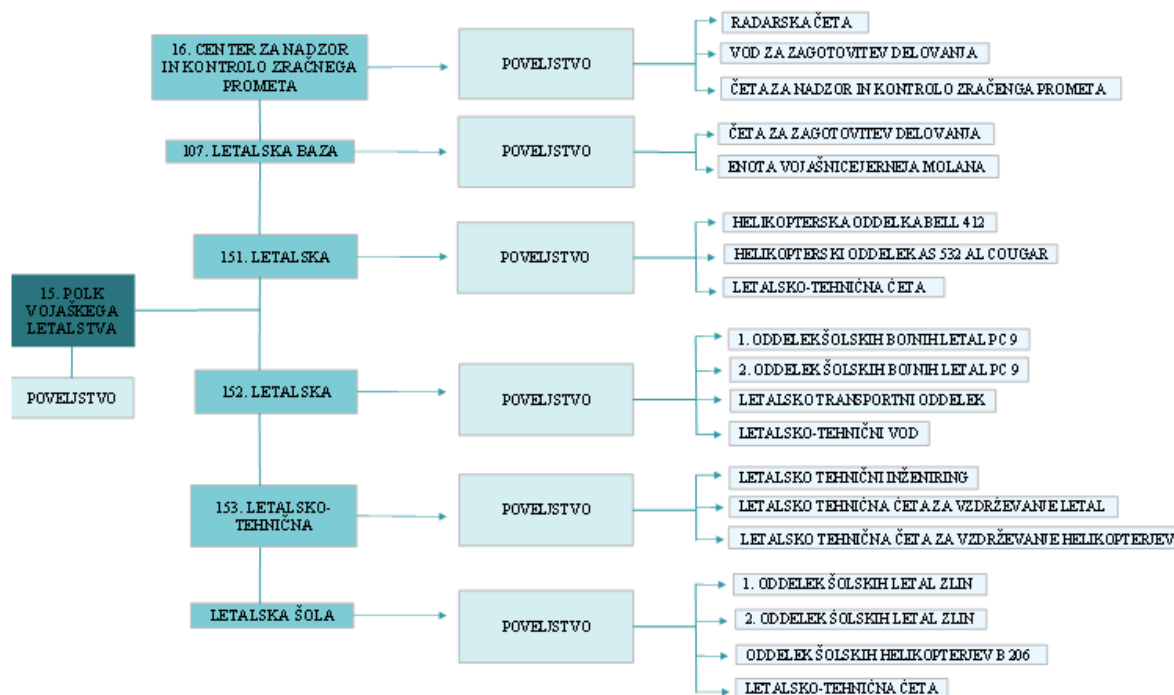 16. CENTER ZA NADZOR
IN KONTROLO ZRAČNEGA
PROMETA
POVELJSTVO
RADARSKA ČETA
VOD ZA ZAGOTOVITEV DELOVANJA
ČETA ZA NADZOR IN KONTROLO ZRAČENGA PROMETA
107. LETALSKA BAZA
POVELJSTVO
ČETA ZA ZAGOTOVITEV DELOVANJA
ENOTA VOJAŠNICE JERNEJA MOLANA
151. LETALSKA
POVELJSTVO
HELIKOPTERSKA ODDELKA BELL 412
HELIKOPTERSKI ODDELEK AS 532 AL COUGAR
LETALSKO-TEHNIČNA ČETA
15. POLK
VOJAŠKEGA
LETALSTVA
POVELJSTVO
152. LETALSKA
POVELJSTVO
1. ODDELEK ŠOLSKIH BOJNIH LETAL PC 9
2. ODDELEK ŠOLSKIH BOJNIH LETAL PC 9
LETALSKO TRANSPORTNI ODDELEK
LETALSKO-TEHNIČNI VOD
153. LETALSKO-
TEHNIČNA
POVELJSTVO
LETALSKO TEHNIČNI INŽENIRING
LETALSKO TEHNIČNA ČETA ZA VZDRŽEVANJE LETAL
LETALSKO TEHNIČNA ČETA ZA VZDRŽEVANJE HELIKOPTERJEV
LETALSKA ŠOLA
POVELJSTVO
1. ODDELEK ŠOLSKIH LETAL ZLIN
2. ODDELEK ŠOLSKIH LETAL ZLIN
ODDELEK ŠOLSKIH HELIKOPTERJEV B 206
LETALSKO-TEHNIČNA ČETA